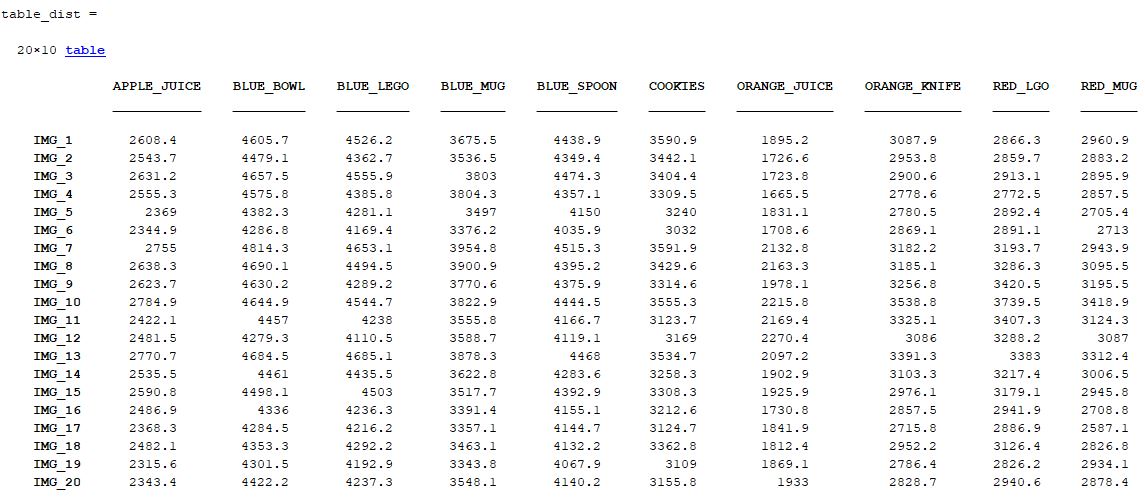 table_dist =
20×10 table
APPLE_JUICE BLUE_BOWL BLUE_LEGO BLUE_MUG BLUE_SPOON COOKIES ORANGE_JUICE ORANGE_KNIFE RED_LGO RED_MUG
IMG_1 2608.4 4605.7 4526.2 3675.5 4438.9 3590.9 1895.2 3087.9 2866.3 2960.9
IMG_2 2543.7 4479.1 4362.7 3536.5 4349.4 3442.1 1726.6 2953.8 2859.7 2883.2
IMG_3 2631.2 4657.5 4555.9 3803 4474.3 3404.4 1723.8 2900.6 2913.1 2895.9
IMG_4 2555.3 4575.8 4385.8 3804.3 4357.1 3309.5 1665.5 2778.6 2772.5 2857.5
IMG_5 2369 4382.3 4281.1 3497 4150 3240 1831.1 2780.5 2892.4 2705.4
IMG_6 2344.9 4286.8 4169.4 3376.2 4035.9 3032 1708.6 2869.1 2891.1 2713
IMG_7 2755 4814.3 4653.1 3954.8 4515.3 3591.9 2132.8 3182.2 3193.7 2943.9
IMG_8 2638.3 4690.1 4494.5 3900.9 4395.2 3429.6 2163.3 3185.1 3286.3 3095.5
IMG_9 2623.7 4630.2 4289.2 3770.6 4375.9 3314.6 1978.1 3256.8 3420.5 3195.5
IMG_10 2784.9 4644.9 4544.7 3822.9 4444.5 3555.3 2215.8 3538.8 3739.5 3418.9
IMG_11 2422.1 4457 4238 3555.8 4166.7 3123.7 2169.4 3325.1 3407.3 3124.3
IMG_12 2481.5 4279.3 4110.5 3588.7 4119.1 3169 2270.4 3086 3288.2 3087
IMG_13 2770.7 4684.5 4685.1 3878.3 4468 3534.7 2097.2 3391.3 3383 3312.4
IMG_14 2535.5 4461 4435.5 3622.8 4283.6 3258.3 1902.9 3103.3 3217.4 3006.5
IMG_15 2590.8 4498.1 4503 3517.7 4392.9 3308.3 1925.9 2976.1 3179.1 2945.8
IMG_16 2486.9 4336 4236.3 3391.4 4155.1 3212.6 1730.8 2857.5 2941.9 2708.8
IMG_17 2368.3 4284.5 4216.2 3357.1 4144.7 3124.7 1841.9 2715.8 2886.9 2587.1
IMG_18 2482.1 4353.3 4292.2 3463.1 4132.2 3362.8 1812.4 2952.2 3126.4 2826.8
IMG_19 2315.6 4301.5 4192.9 3343.8 4067.9 3109 1869.1 2786.4 2826.2 2934.1
IMG_20 2343.4 4422.2 4237.3 3548.1 4140.2 3155.8 1933 2828.7 2940.6 2878.4